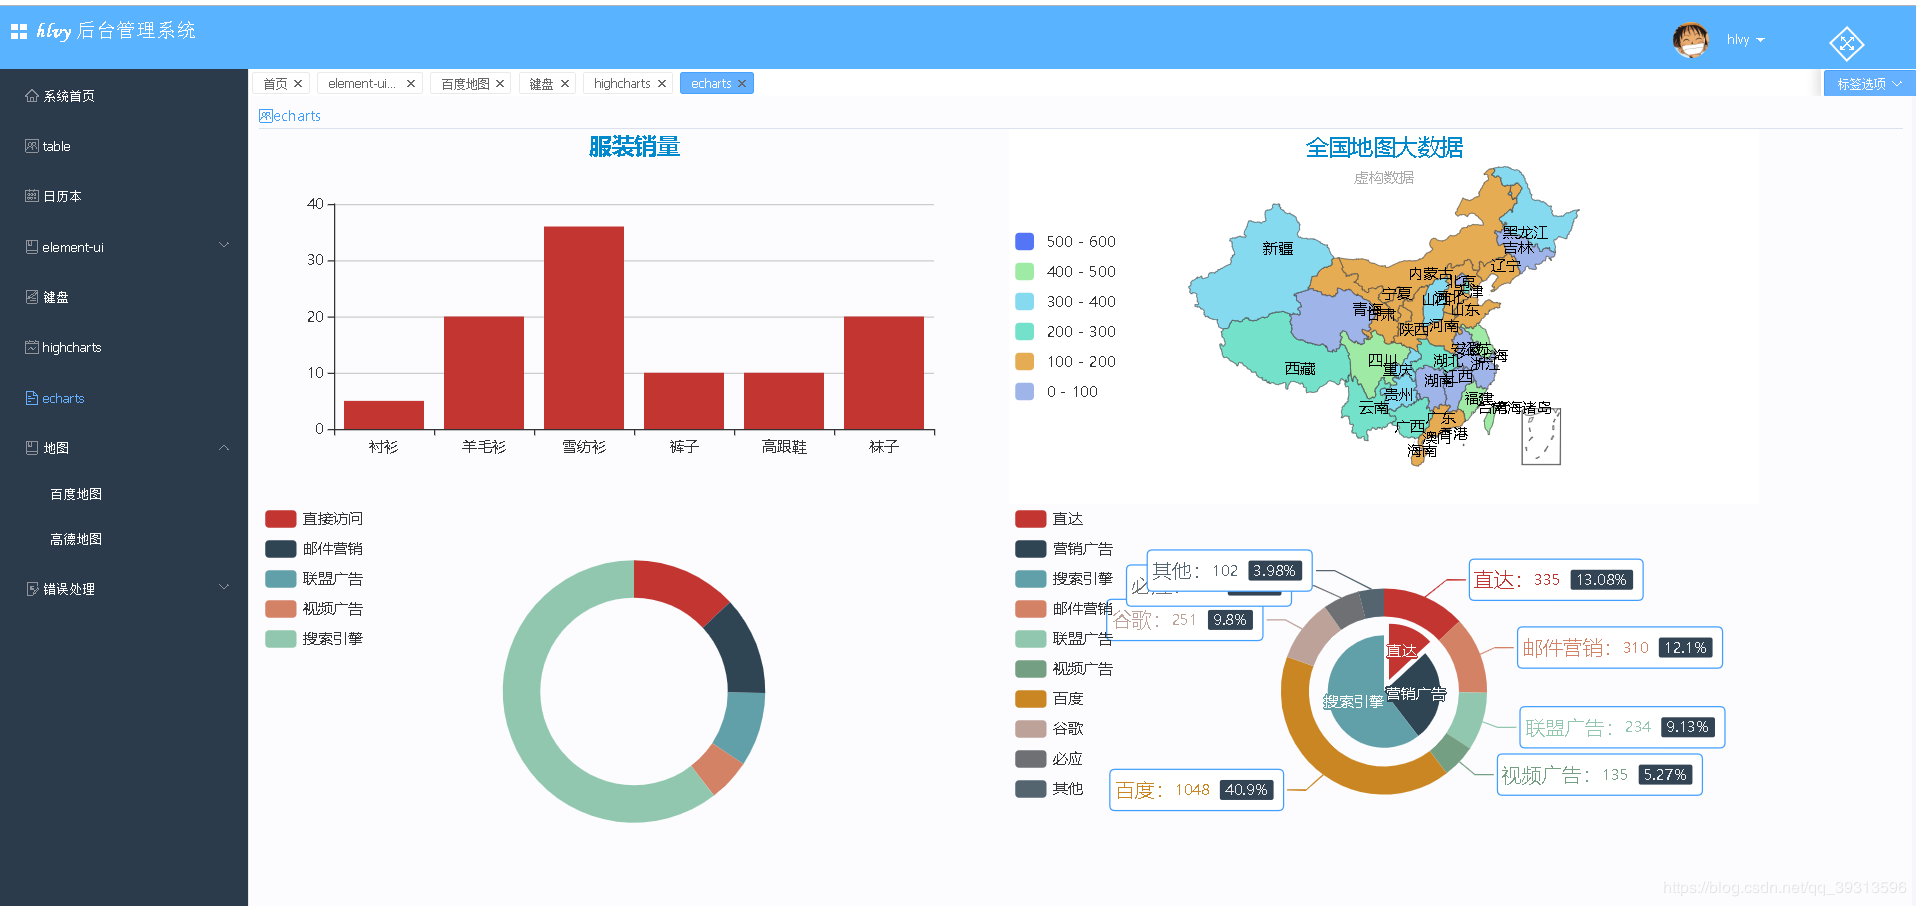 hlvy 后台管理系统
hlvy
系统首页
table
日历本
element-ui
键盘
highcharts
echarts
地图
百度地图
高德地图
错误处理
首页
element-ui...
百度地图
键盘
highcharts
echarts
标签选项
echarts
服装销量
40
30
20
10
0
衬衫
羊毛衫
雪纺衫
裤子
高跟鞋
袜子
全国地图大数据
虚构数据
500 - 600
400 - 500
300 - 400
200 - 300
100 - 200
0 - 100
新疆
黑龙江
吉林
辽宁
内蒙古
北京
天津
宁夏
山西
河北
青海
甘肃
山东
陕西
河南
安徽
江苏
上海
四川
湖北
浙江
西藏
重庆
湖南
江西
贵州
福建
云南
台湾
南海诸岛
广东
广西
香港
澳门
海南
直接访问
邮件营销
联盟广告
视频广告
搜索引擎
直达
营销广告
搜索引擎
邮件营销
联盟广告
视频广告
百度
谷歌
必应
其他
其他：102 3.98%
必应：
谷歌：251 9.8%
百度：1048 40.9%
直达：335 13.08%
邮件营销：310 12.1%
联盟广告：234 9.13%
视频广告：135 5.27%
直达
营销广告
搜索引擎
https://blog.csdn.net/qq_39313596